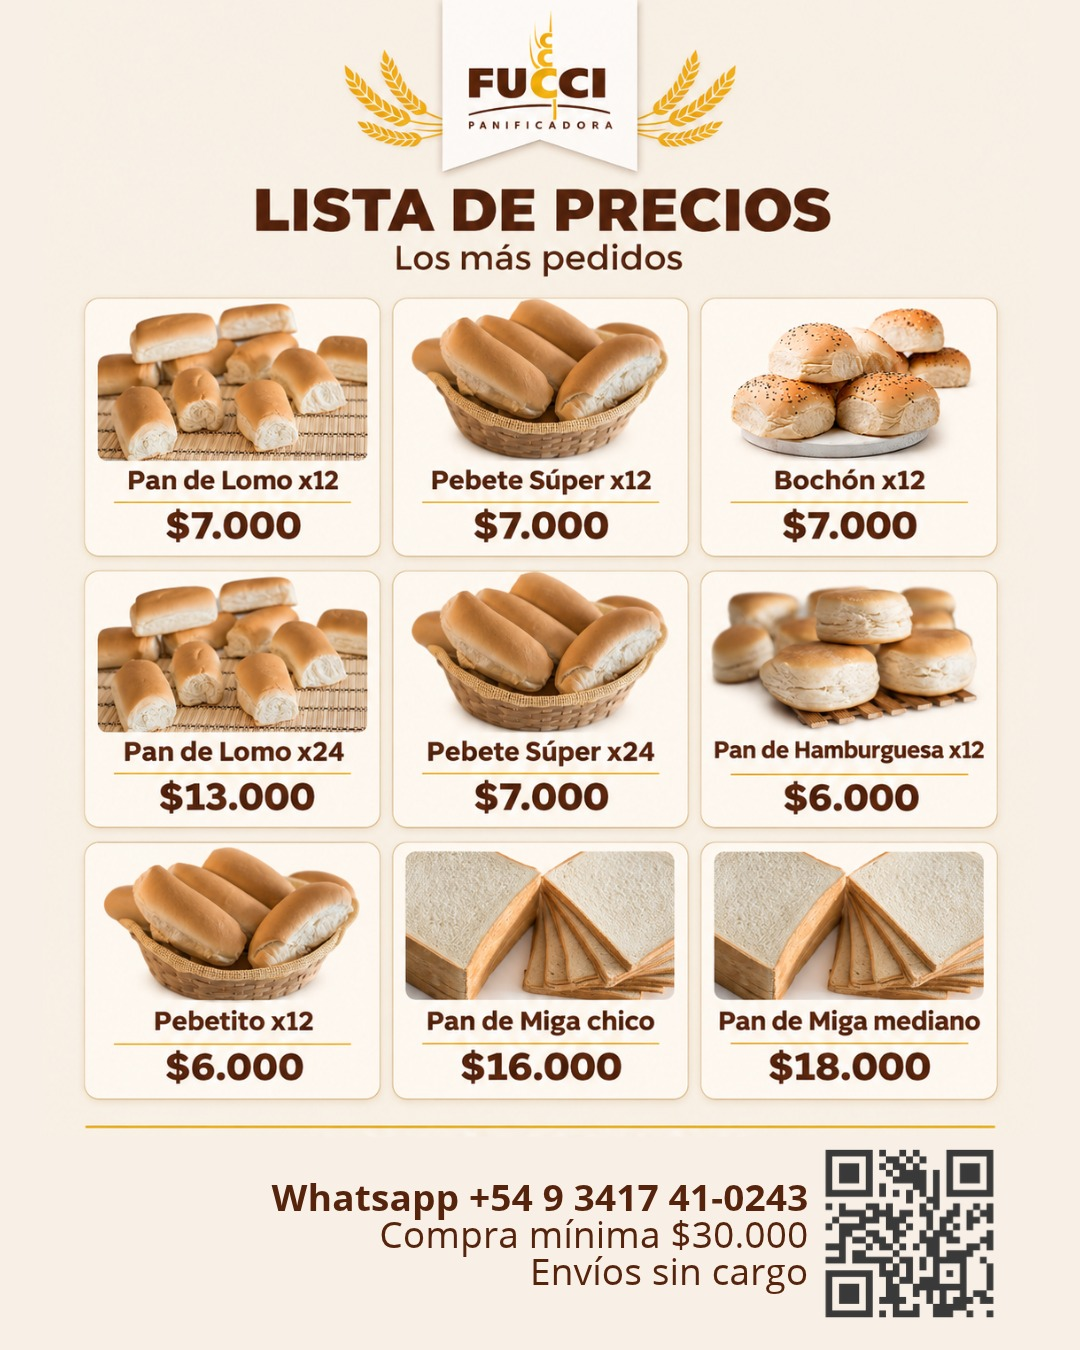 FUCCI
PANIFICADORA
LISTA DE PRECIOS
Los más pedidos
Pan de Lomo x12
$7.000
Pebete Súper x12
$7.000
Bochón x12
$7.000
Pan de Lomo x24
$13.000
Pebete Súper x24
$7.000
Pan de Hamburguesa x12
$6.000
Pebetito x12
$6.000
Pan de Miga chico
$16.000
Pan de Miga mediano
$18.000
Whatsapp +54 9 3417 41-0243
Compra mínima $30.000
Envíos sin cargo